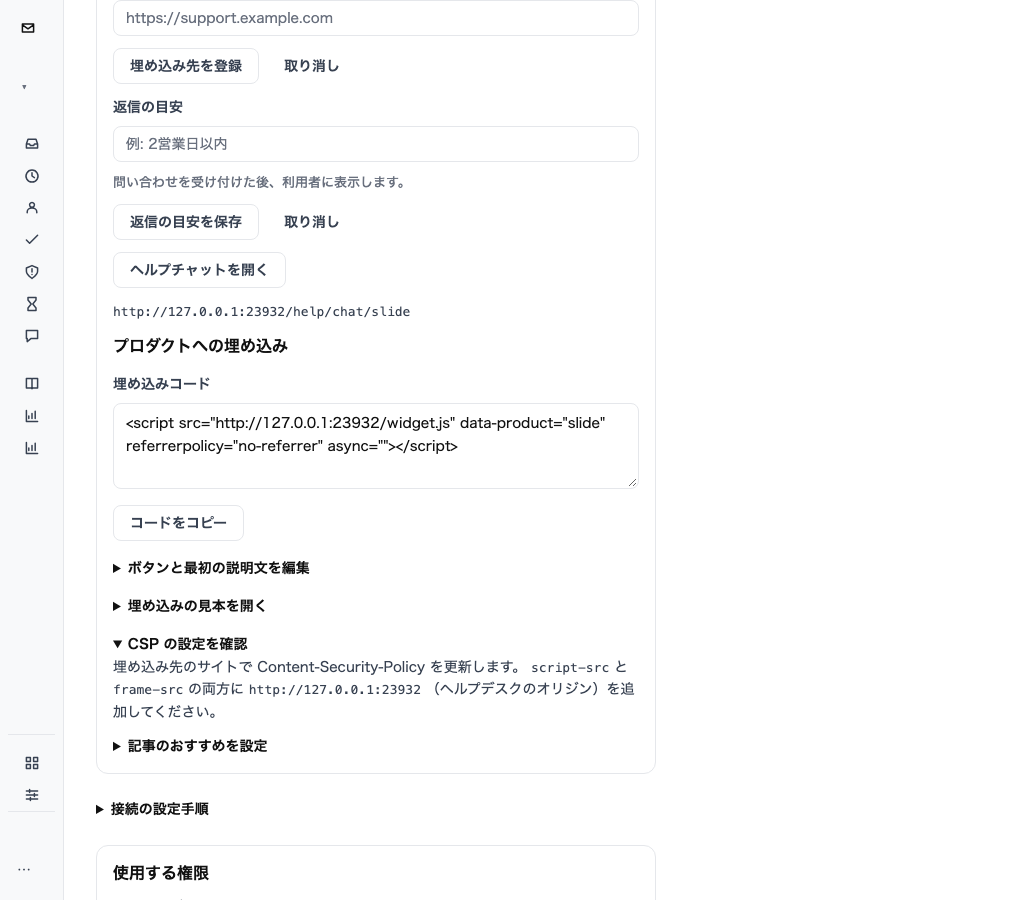 https://support.example.com
埋め込み先を登録 取り消し
返信の目安
例: 2営業日以内
問い合わせを受け付けた後、利用者に表示します。
返信の目安を保存 取り消し
ヘルプチャットを開く
http://127.0.0.1:23932/help/chat/slide
プロダクトへの埋め込み
埋め込みコード
<script src="http://127.0.0.1:23932/widget.js" data-product="slide"
referrerpolicy="no-referrer" async=""></script>
コードをコピー
▶ ボタンと最初の説明文を編集
▶ 埋め込みの見本を開く
▼ CSP の設定を確認
埋め込み先のサイトで Content-Security-Policy を更新します。 script-src と
frame-src の両方に http://127.0.0.1:23932 （ヘルプデスクのオリジン）を追
加してください。
▶ 記事のおすすめを設定
▶ 接続の設定手順
使用する権限